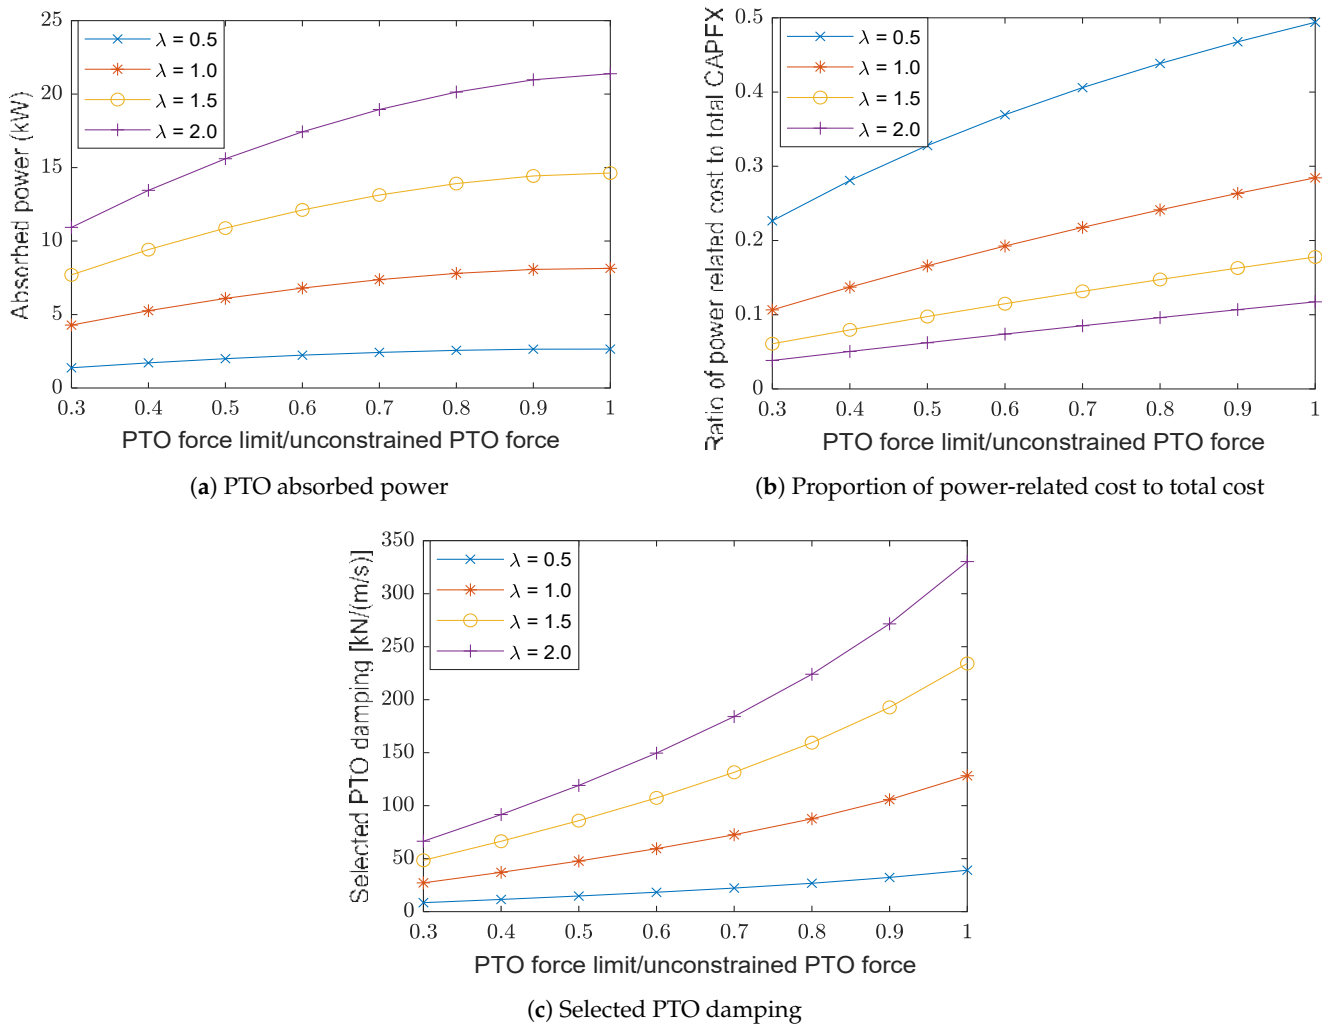 Absorbed power (kW)
25
20
15
10
5
0
λ = 0.5
λ = 1.0
λ = 1.5
λ = 2.0
0.3 0.4 0.5 0.6 0.7 0.8 0.9 1
PTO force limit/unconstrained PTO force
(a) PTO absorbed power
Ratio of power related cost to total CAPEX
0.5
0.4
0.3
0.2
0.1
0
λ = 0.5
λ = 1.0
λ = 1.5
λ = 2.0
0.3 0.4 0.5 0.6 0.7 0.8 0.9 1
PTO force limit/unconstrained PTO force
(b) Proportion of power-related cost to total cost
Selected PTO damping [kN/(m/s)]
350
300
250
200
150
100
50
0
λ = 0.5
λ = 1.0
λ = 1.5
λ = 2.0
0.3 0.4 0.5 0.6 0.7 0.8 0.9 1
PTO force limit/unconstrained PTO force
(c) Selected PTO damping